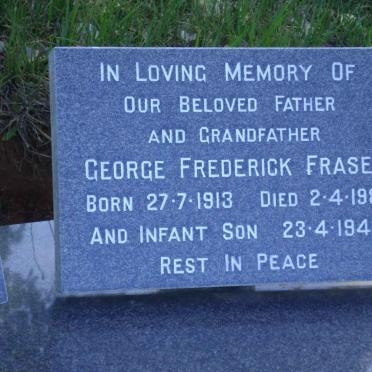 IN LOVING MEMORY OF
OUR BELOVED FATHER
AND GRANDFATHER
GEORGE FREDERICK FRASE
BORN 27·7·1913 DIED 2·4·19
AND INFANT SON 23·4·194
REST IN PEACE